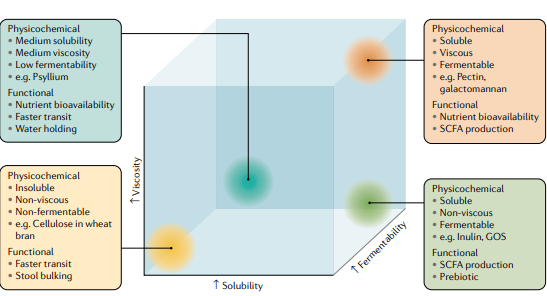 Physicochemical
• Medium solubility
• Medium viscosity
• Low fermentability
• e.g. Psyllium
Functional
• Nutrient bioavailability
• Faster transit
• Water holding
Physicochemical
• Soluble
• Viscous
• Fermentable
• e.g. Pectin,
galactomannan
Functional
• Nutrient bioavailability
• SCFA production
Physicochemical
• Insoluble
• Non-viscous
• Non-fermentable
• e.g. Cellulose in wheat
bran
Functional
• Faster transit
• Stool bulking
Physicochemical
• Soluble
• Non-viscous
• Fermentable
• e.g. Inulin, GOS
Functional
• SCFA production
• Prebiotic
↑ Viscosity
↑ Solubility
↑ Fermentability